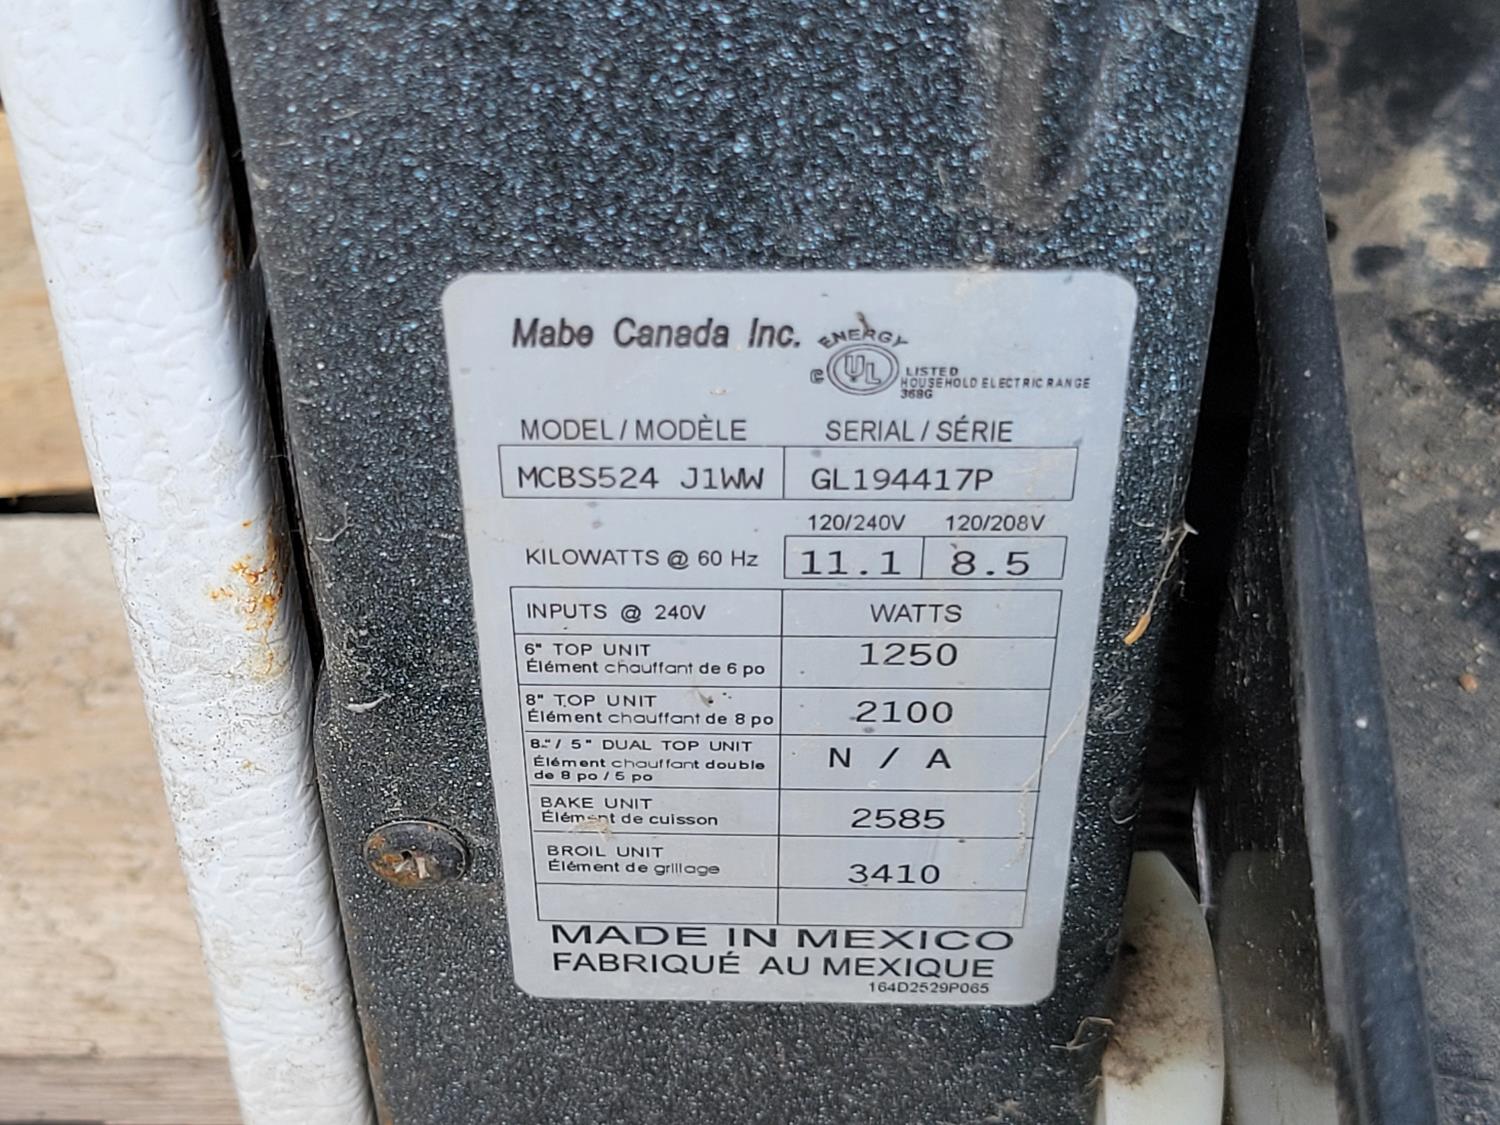 Mabe Canada Inc.
ENERGY
C UL LISTED
HOUSEHOLD ELECTRIC RANGE
368G
MODEL / MODÈLE SERIAL / SÉRIE
MCBS524 J1WW GL194417P
120/240V 120/208V
KILOWATTS @ 60 Hz 11.1 8.5
INPUTS @ 240V WATTS
6" TOP UNIT
Élément chauffant de 6 po 1250
8" TOP UNIT
Élément chauffant de 8 po 2100
8" / 5" DUAL TOP UNIT
Élément chauffant double
de 8 po / 5 po N / A
BAKE UNIT
Élément de cuisson 2585
BROIL UNIT
Élément de grillage 3410
MADE IN MEXICO
FABRIQUÉ AU MEXIQUE
164D2529P065